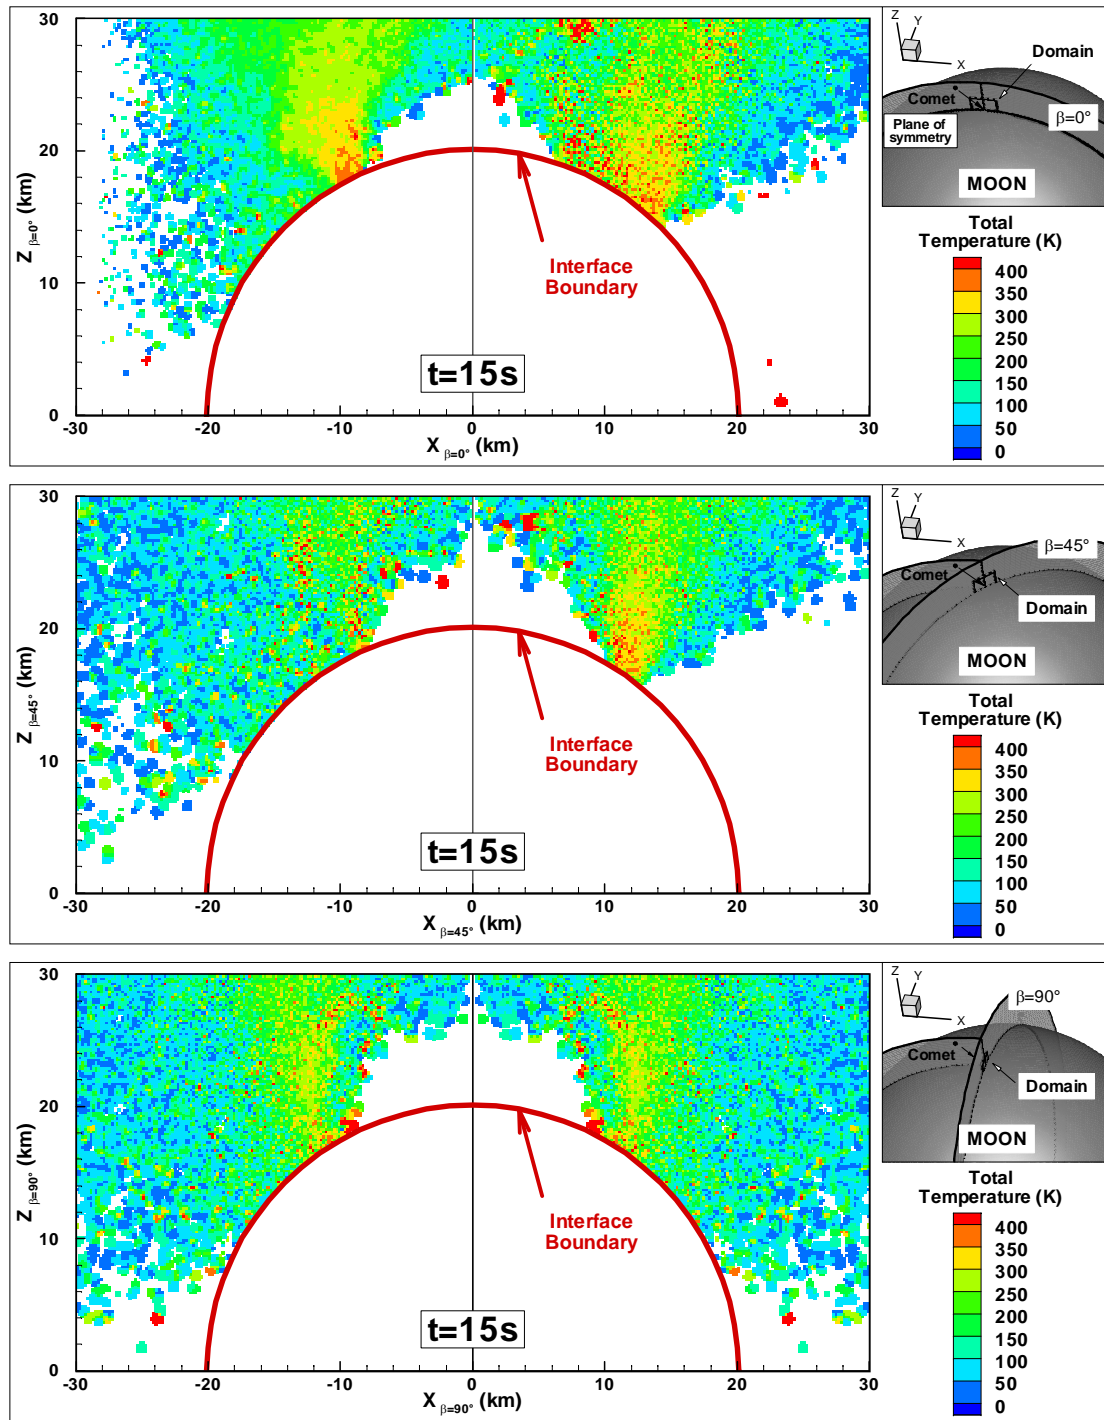 30
20
10
0
Z β=0° (km)
-30 -20 -10 0 10 20 30
X β=0° (km)
Interface
Boundary
t=15s
Z
Y
X
Domain
Comet
β=0°
Plane of
symmetry
MOON
Total
Temperature (K)
400
350
300
250
200
150
100
50
0
30
20
10
0
Z β=45° (km)
-30 -20 -10 0 10 20 30
X β=45° (km)
Interface
Boundary
t=15s
Z
Y
X
β=45°
Comet
Domain
MOON
Total
Temperature (K)
400
350
300
250
200
150
100
50
0
30
20
10
0
Z β=90° (km)
-30 -20 -10 0 10 20 30
X β=90° (km)
Interface
Boundary
t=15s
Z
Y
X
β=90°
Comet
Domain
MOON
Total
Temperature (K)
400
350
300
250
200
150
100
50
0